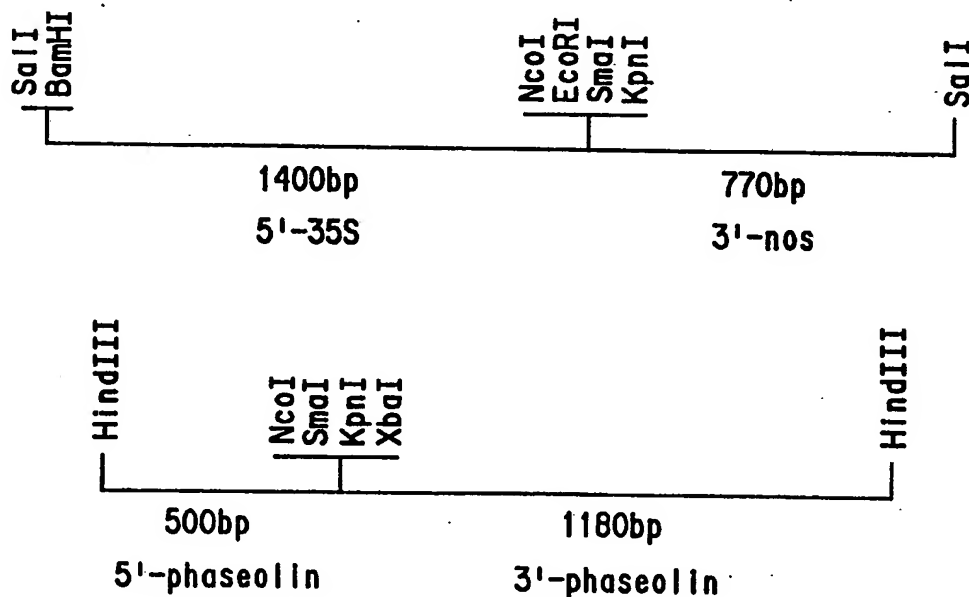 SalI
BamHI
NcoI
EcoRI
SmaI
KpnI
SalI
1400bp
770bp
5'-35S
3'-nos
HindIII
NcoI
SmaI
KpnI
XbaI
HindIII
500bp
1180bp
5'-phaseolin
3'-phaseolin